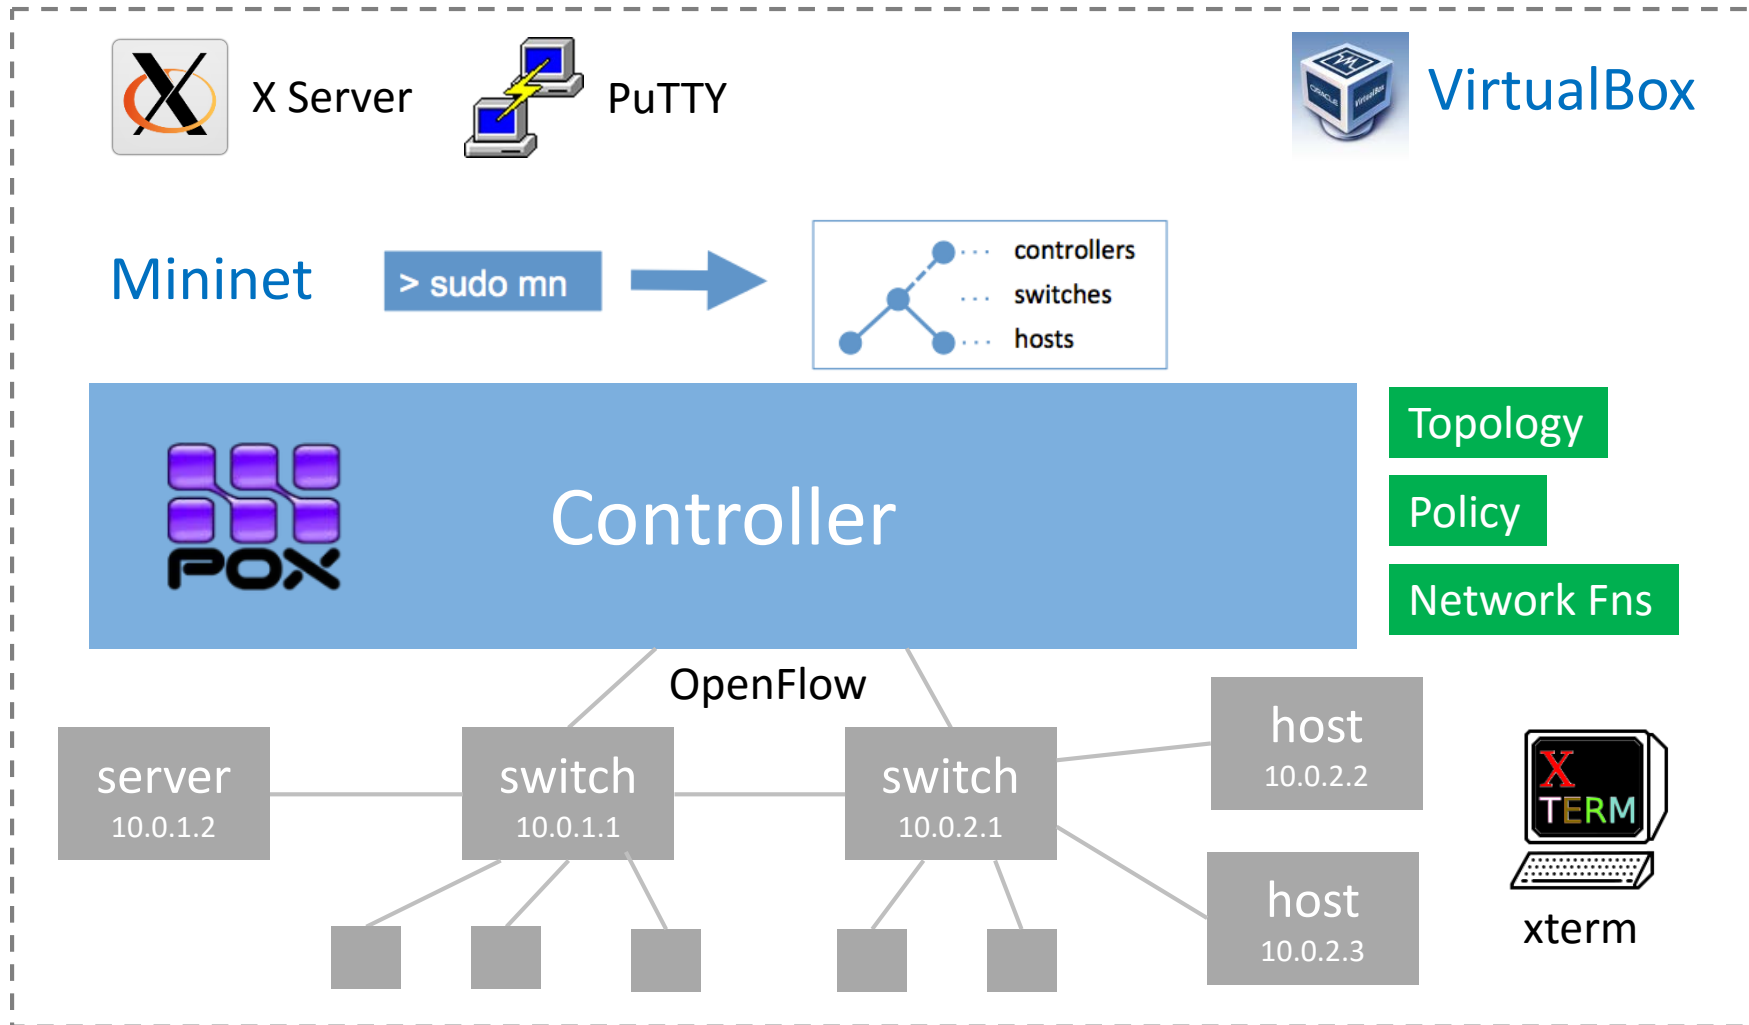 X Server
PuTTY
ORACLE
VirtualBox
VirtualBox
Mininet
> sudo mn
controllers
switches
hosts
POX
Controller
Topology
Policy
Network Fns
OpenFlow
server
10.0.1.2
switch
10.0.1.1
switch
10.0.2.1
host
10.0.2.2
host
10.0.2.3
X
TERM
xterm